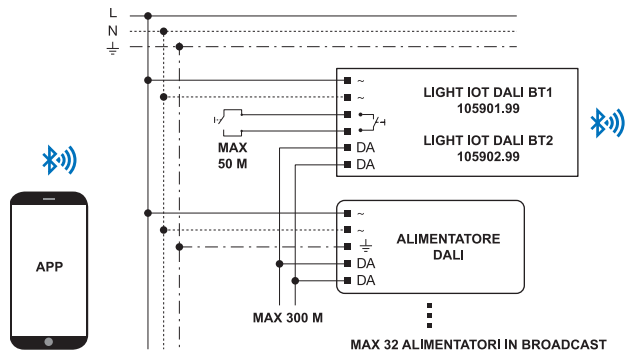 L
N
~
~
LIGHT IOT DALI BT1
105901.99
LIGHT IOT DALI BT2
105902.99
MAX
50 M
DA
DA
APP
~
~
ALIMENTATORE
DALI
DA
DA
MAX 300 M
MAX 32 ALIMENTATORI IN BROADCAST